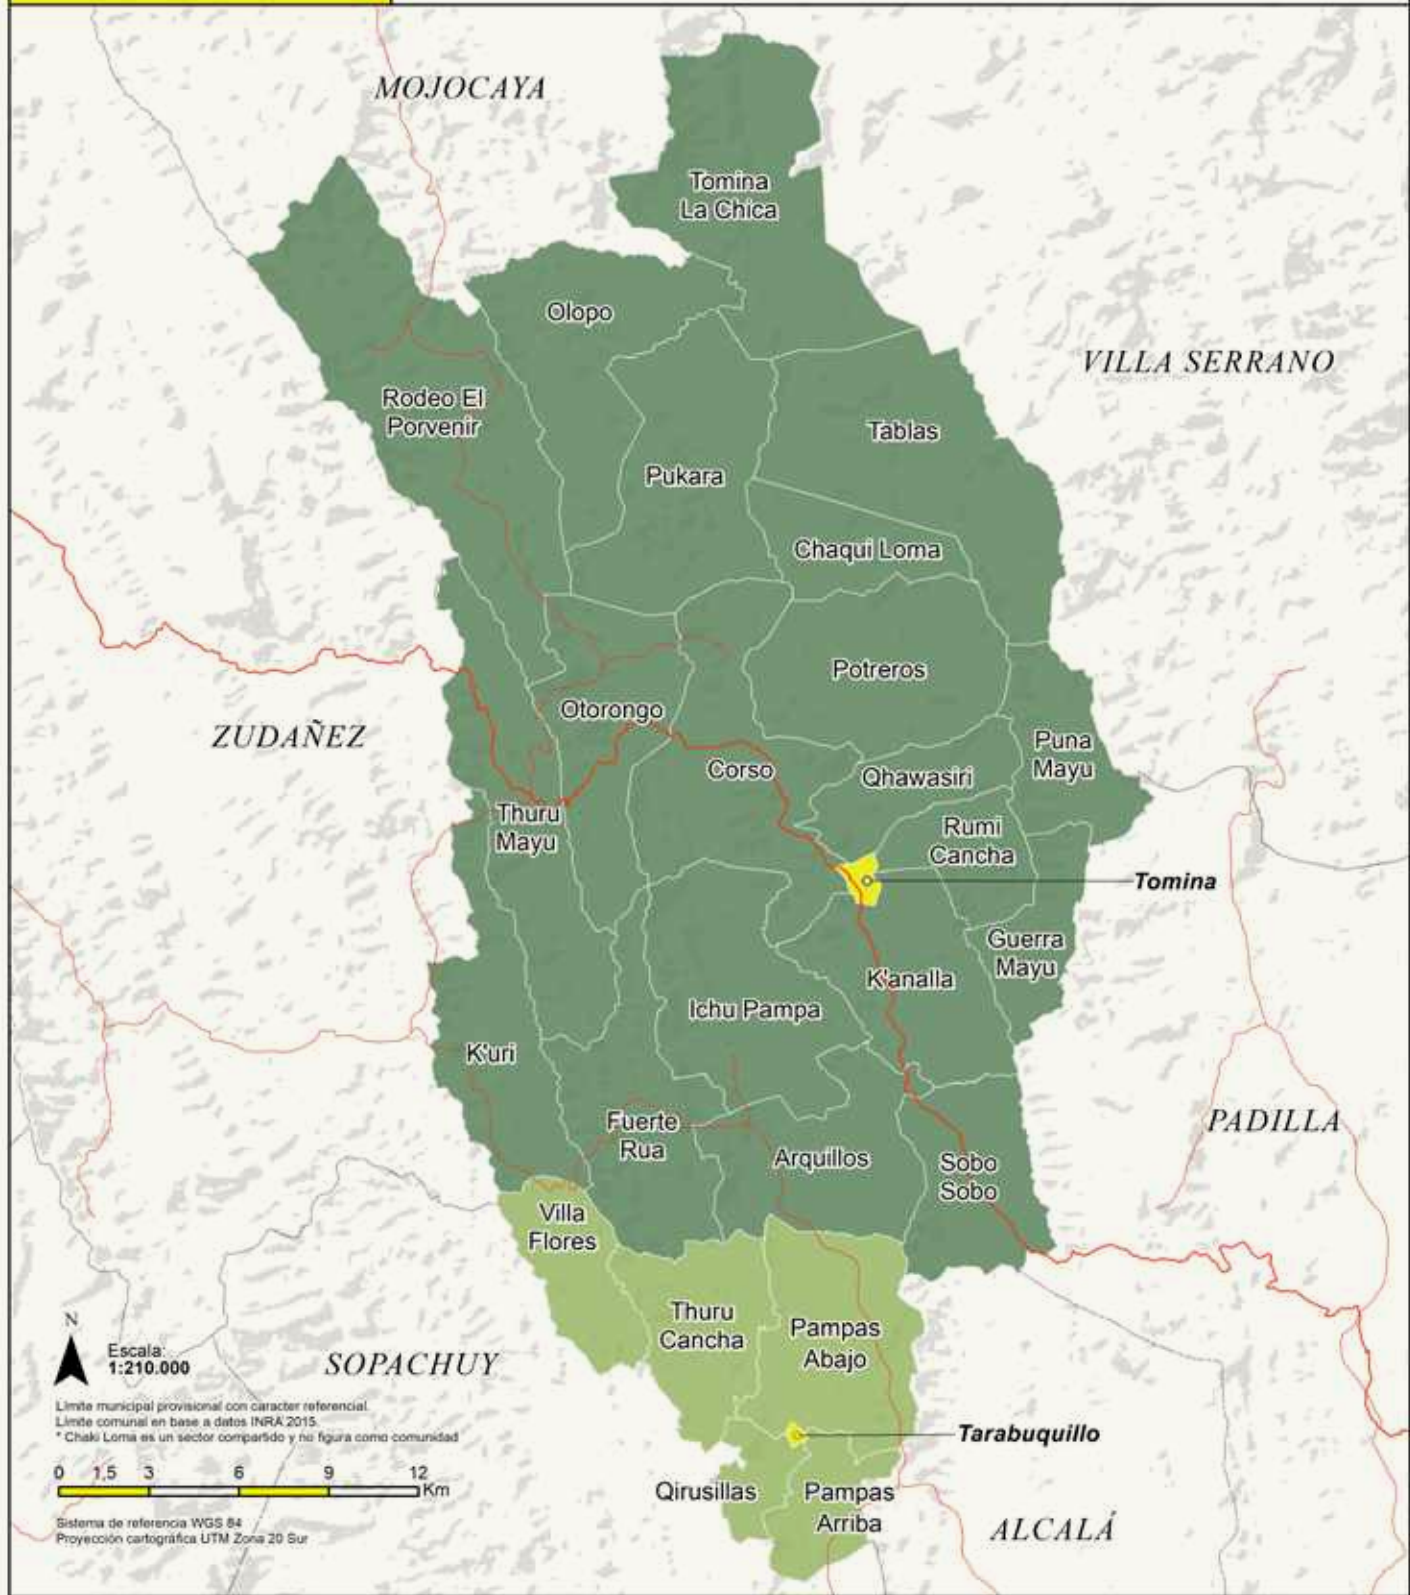 MOJOCAYA
Tomina
La Chica
Olopo
VILLA SERRANO
Rodeo El
Porvenir
Tablas
Pukara
Chaqui Loma
Potreros
Otorongo
ZUDAÑEZ
Puna
Mayu
Corso
Qhawasiri
Thuru
Mayu
Rumi
Cancha
Tomina
Guerra
Mayu
K'analla
Ichu Pampa
K'uri
Fuerte
Rua
PADILLA
Arquillos
Sobo
Sobo
Villa
Flores
Thuru
Cancha
Pampas
Abajo
N
Escala:
1:210.000
SOPACHUY
Límite municipal provisional con caracter referencial.
Límite comunal en base a datos INRA 2015.
* Chaki Loma es un sector compartido y no figura como comunidad
Tarabuquillo
0 1,5 3 6 9 12
Km
Qirusillas
Pampas
Arriba
ALCALÁ
Sistema de referencia WGS 84
Proyección cartográfica UTM Zona 20 Sur